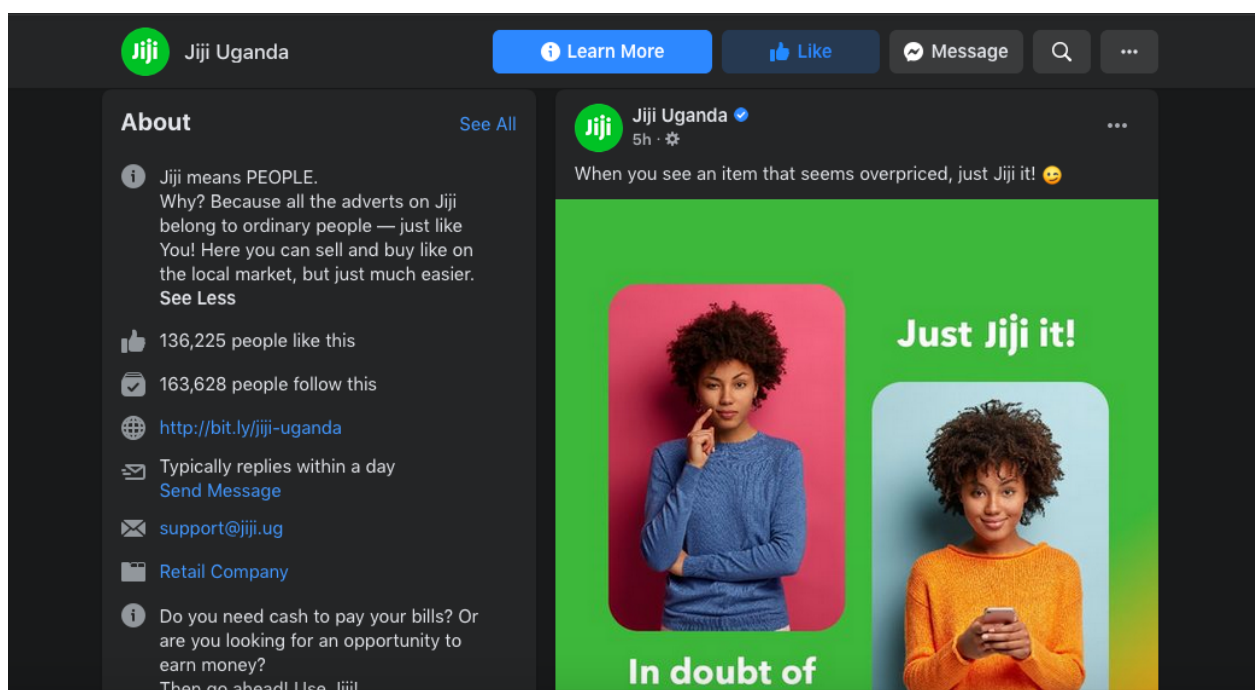 Jiji
Jiji Uganda
Learn More
Like
Message
About
See All
Jiji means PEOPLE.
Why? Because all the adverts on Jiji
belong to ordinary people — just like
You! Here you can sell and buy like on
the local market, but just much easier.
See Less
136,225 people like this
163,628 people follow this
http://bit.ly/jiji-uganda
Typically replies within a day
Send Message
support@jiji.ug
Retail Company
Do you need cash to pay your bills? Or
are you looking for an opportunity to
earn money?
Then go ahead! Use Jiji!
Jiji
Jiji Uganda
5h ·
When you see an item that seems overpriced, just Jiji it! 😉
Just Jiji it!
In doubt of